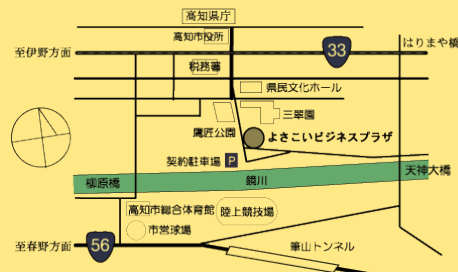 高知県庁
高知市役所
33
はりまや橋
至伊野方面
税務署
県民文化ホール
三翠園
鷹匠公園
よさこいビジネスプラザ
契約駐車場 P
天神大橋
柳原橋
鏡川
高知市総合体育館
陸上競技場
市営球場
至春野方面
56
筆山トンネル